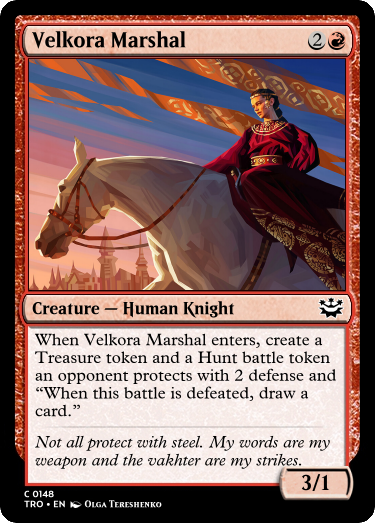 Velkora Marshal
2
Creature — Human Knight
When Velkora Marshal enters, create a
Treasure token and a Hunt battle token
an opponent protects with 2 defense and
“When this battle is defeated, draw a
card.”
Not all protect with steel. My words are my
weapon and the vakhter are my strikes.
3/1
C 0148
TRO • EN Olga Tereshenko